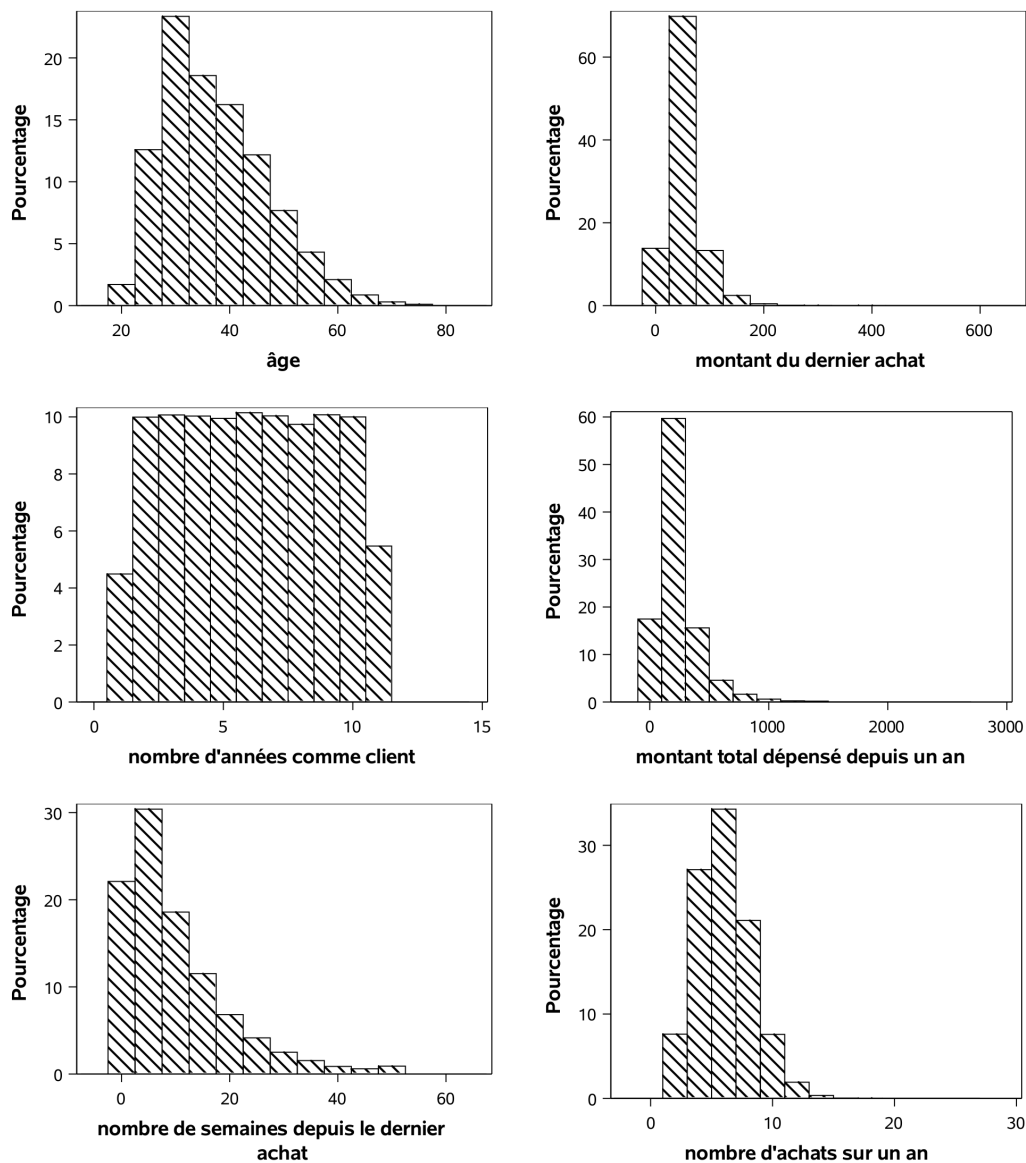 Pourcentage
20
15
10
5
0
20 40 60 80
âge
Pourcentage
60
40
20
0
0 200 400 600
montant du dernier achat
Pourcentage
10
8
6
4
2
0
0 5 10 15
nombre d'années comme client
Pourcentage
60
50
40
30
20
10
0
0 1000 2000 3000
montant total dépensé depuis un an
Pourcentage
30
20
10
0
0 20 40 60
nombre de semaines depuis le dernier
achat
Pourcentage
30
20
10
0
0 10 20 30
nombre d'achats sur un an